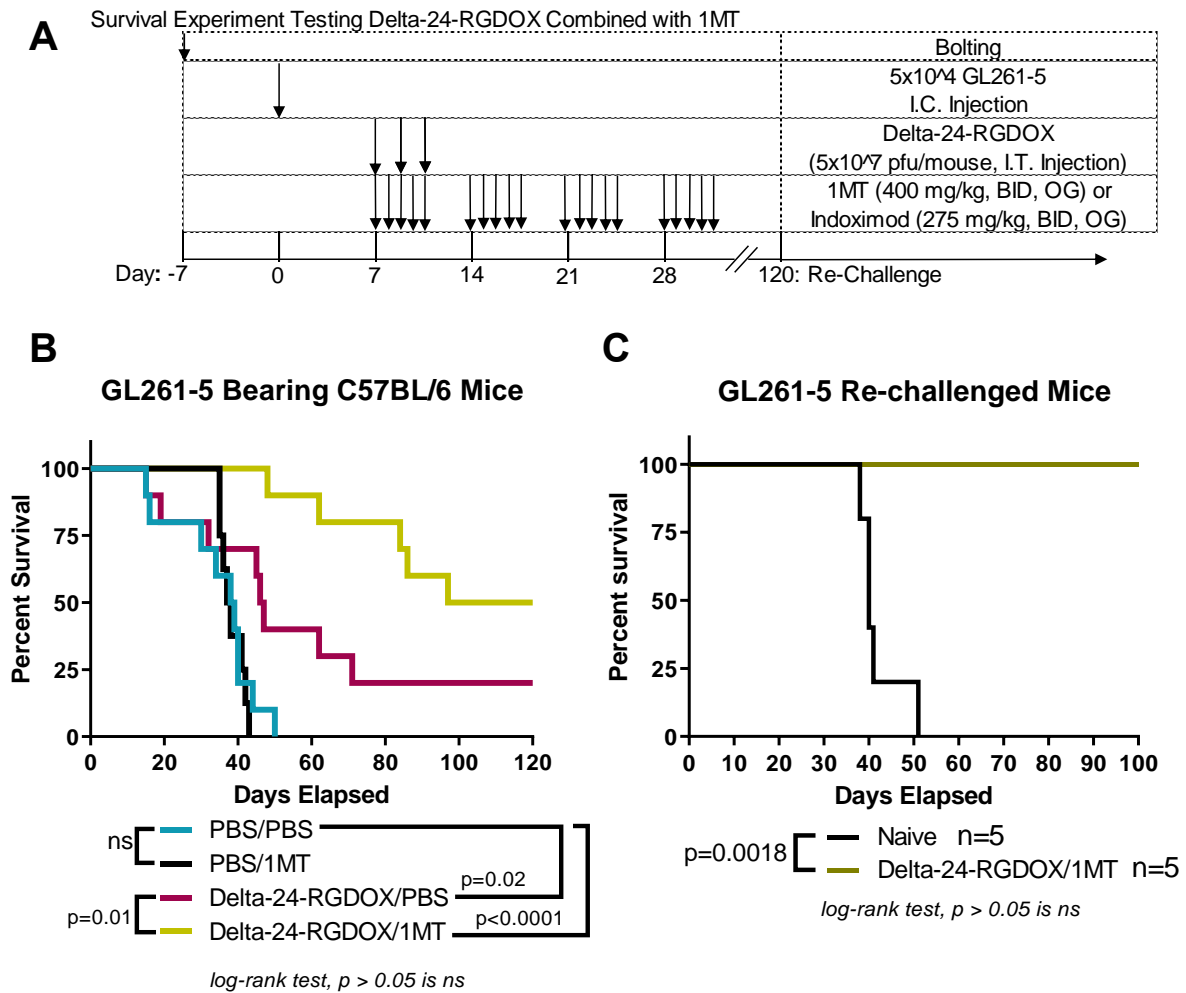 A
Survival Experiment Testing Delta-24-RGDOX Combined with 1MT
Bolting
5x10^4 GL261-5
I.C. Injection
Delta-24-RGDOX
(5x10^7 pfu/mouse, I.T. Injection)
1MT (400 mg/kg, BID, OG) or
Indoximod (275 mg/kg, BID, OG)
Day: -7 0 7 14 21 28 120: Re-Challenge
B
GL261-5 Bearing C57BL/6 Mice
Percent Survival
100
75
50
25
0
0 20 40 60 80 100 120
Days Elapsed
ns
PBS/PBS
PBS/1MT
p=0.02
Delta-24-RGDOX/PBS
p=0.01
p<0.0001
Delta-24-RGDOX/1MT
log-rank test, p > 0.05 is ns
C
GL261-5 Re-challenged Mice
Percent survival
100
75
50
25
0
0 10 20 30 40 50 60 70 80 90 100
Days Elapsed
p=0.0018
Naive n=5
Delta-24-RGDOX/1MT n=5
log-rank test, p > 0.05 is ns